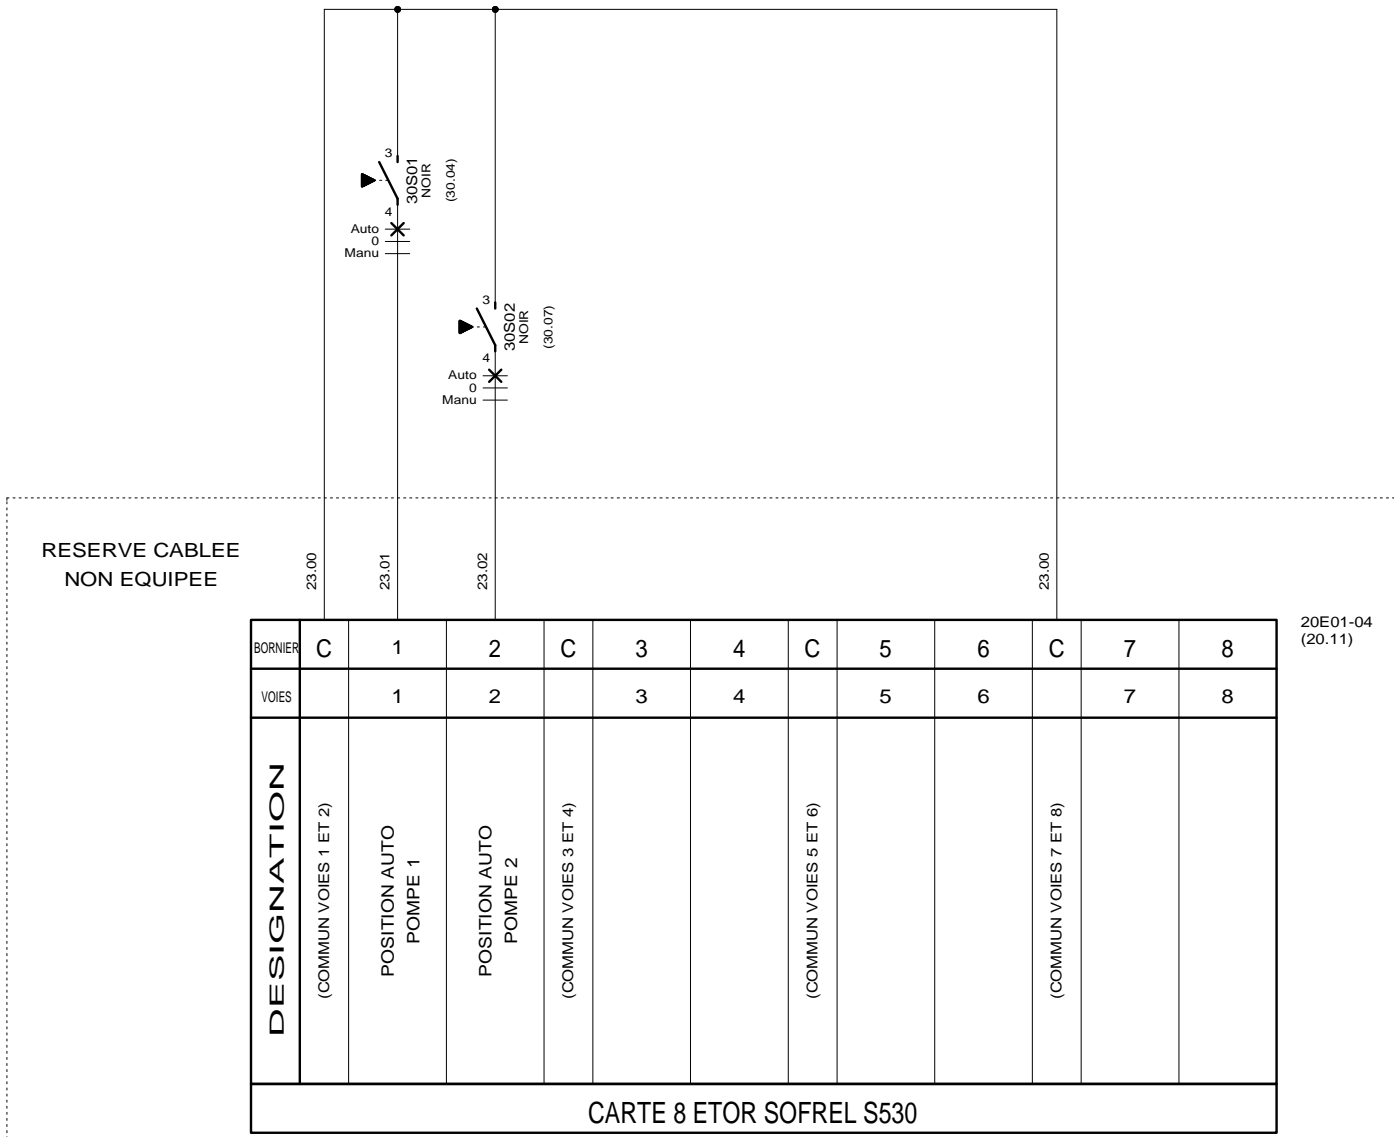 3
30S01
NOIR
(30.04)
4
Auto
0
Manu
3
30S02
NOIR
(30.07)
4
Auto
0
Manu
RESERVE CABLEE
NON EQUIPEE
23.00
23.01
23.02
23.00
20E01-04
(20.11)
BORNIER C 1 2 C 3 4 C 5 6 C 7 8
VOIES 1 2 3 4 5 6 7 8
DESIGNATION
(COMMUN VOIES 1 ET 2)
POSITION AUTO
POMPE 1
POSITION AUTO
POMPE 2
(COMMUN VOIES 3 ET 4)
(COMMUN VOIES 5 ET 6)
(COMMUN VOIES 7 ET 8)
CARTE 8 ETOR SOFREL S530